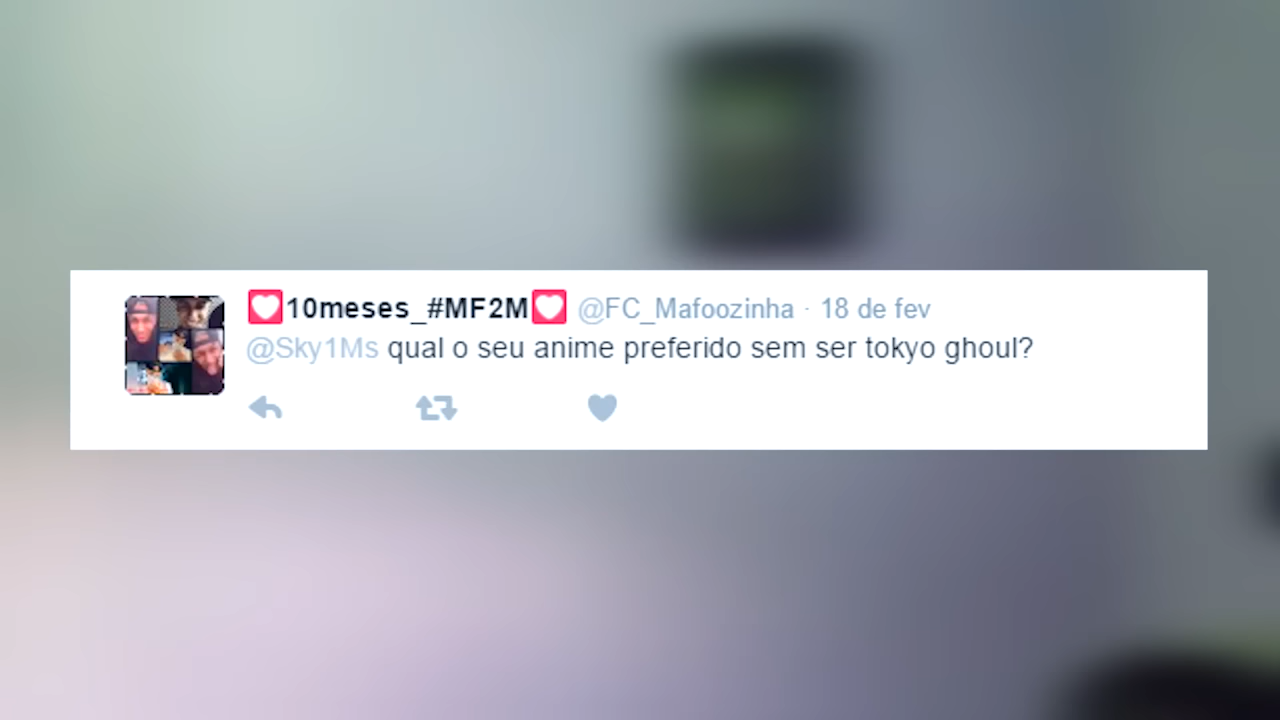 💟10meses_#MF2M💟 @FC_Mafoozinha · 18 de fev
@Sky1Ms qual o seu anime preferido sem ser tokyo ghoul?